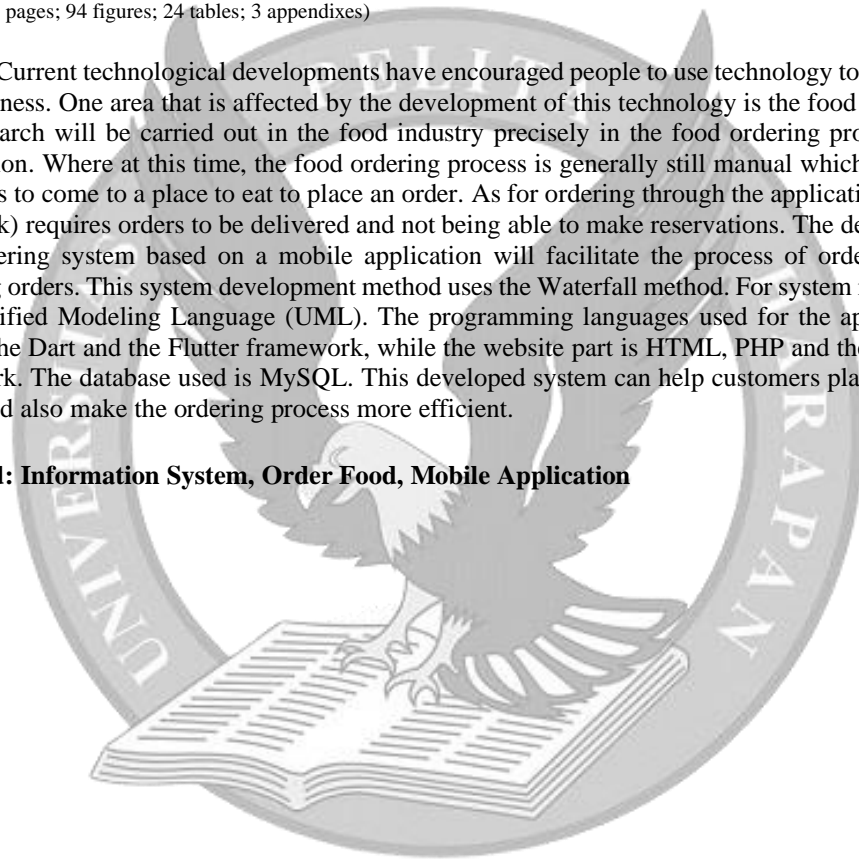 pages; 94 figures; 24 tables; 3 appendixes)
Current technological developments have encouraged people to use technology to
ness. One area that is affected by the development of this technology is the food
arch will be carried out in the food industry precisely in the food ordering pro
ion. Where at this time, the food ordering process is generally still manual which
s to come to a place to eat to place an order. As for ordering through the applicati
k) requires orders to be delivered and not being able to make reservations. The de
ering system based on a mobile application will facilitate the process of orde
g orders. This system development method uses the Waterfall method. For system
ified Modeling Language (UML). The programming languages used for the ap
he Dart and the Flutter framework, while the website part is HTML, PHP and the
rk. The database used is MySQL. This developed system can help customers pla
d also make the ordering process more efficient.
: Information System, Order Food, Mobile Application
PELITA
HARAPAN